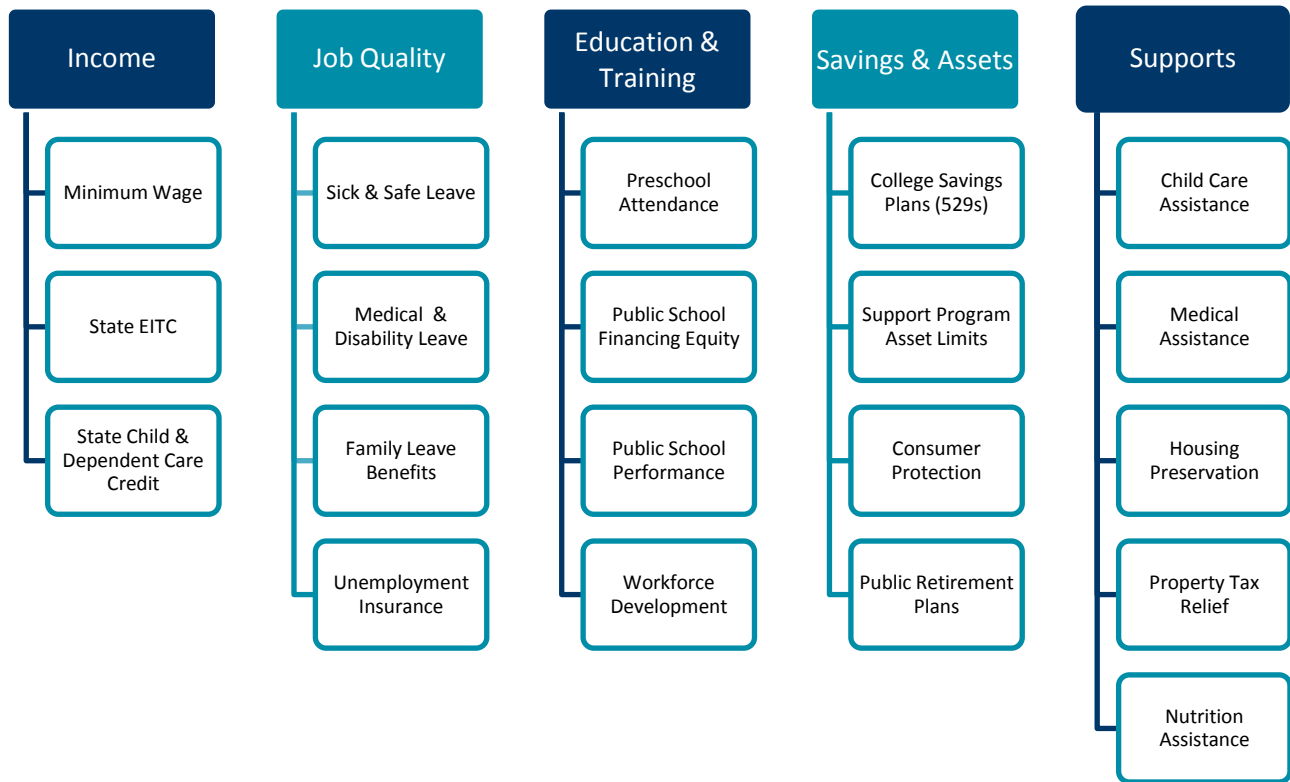 Income
Minimum Wage
State EITC
State Child &
Dependent Care
Credit
Job Quality
Sick & Safe Leave
Medical &
Disability Leave
Family Leave
Benefits
Unemployment
Insurance
Education &
Training
Preschool
Attendance
Public School
Financing Equity
Public School
Performance
Workforce
Development
Savings & Assets
College Savings
Plans (529s)
Support Program
Asset Limits
Consumer
Protection
Public Retirement
Plans
Supports
Child Care
Assistance
Medical
Assistance
Housing
Preservation
Property Tax
Relief
Nutrition
Assistance